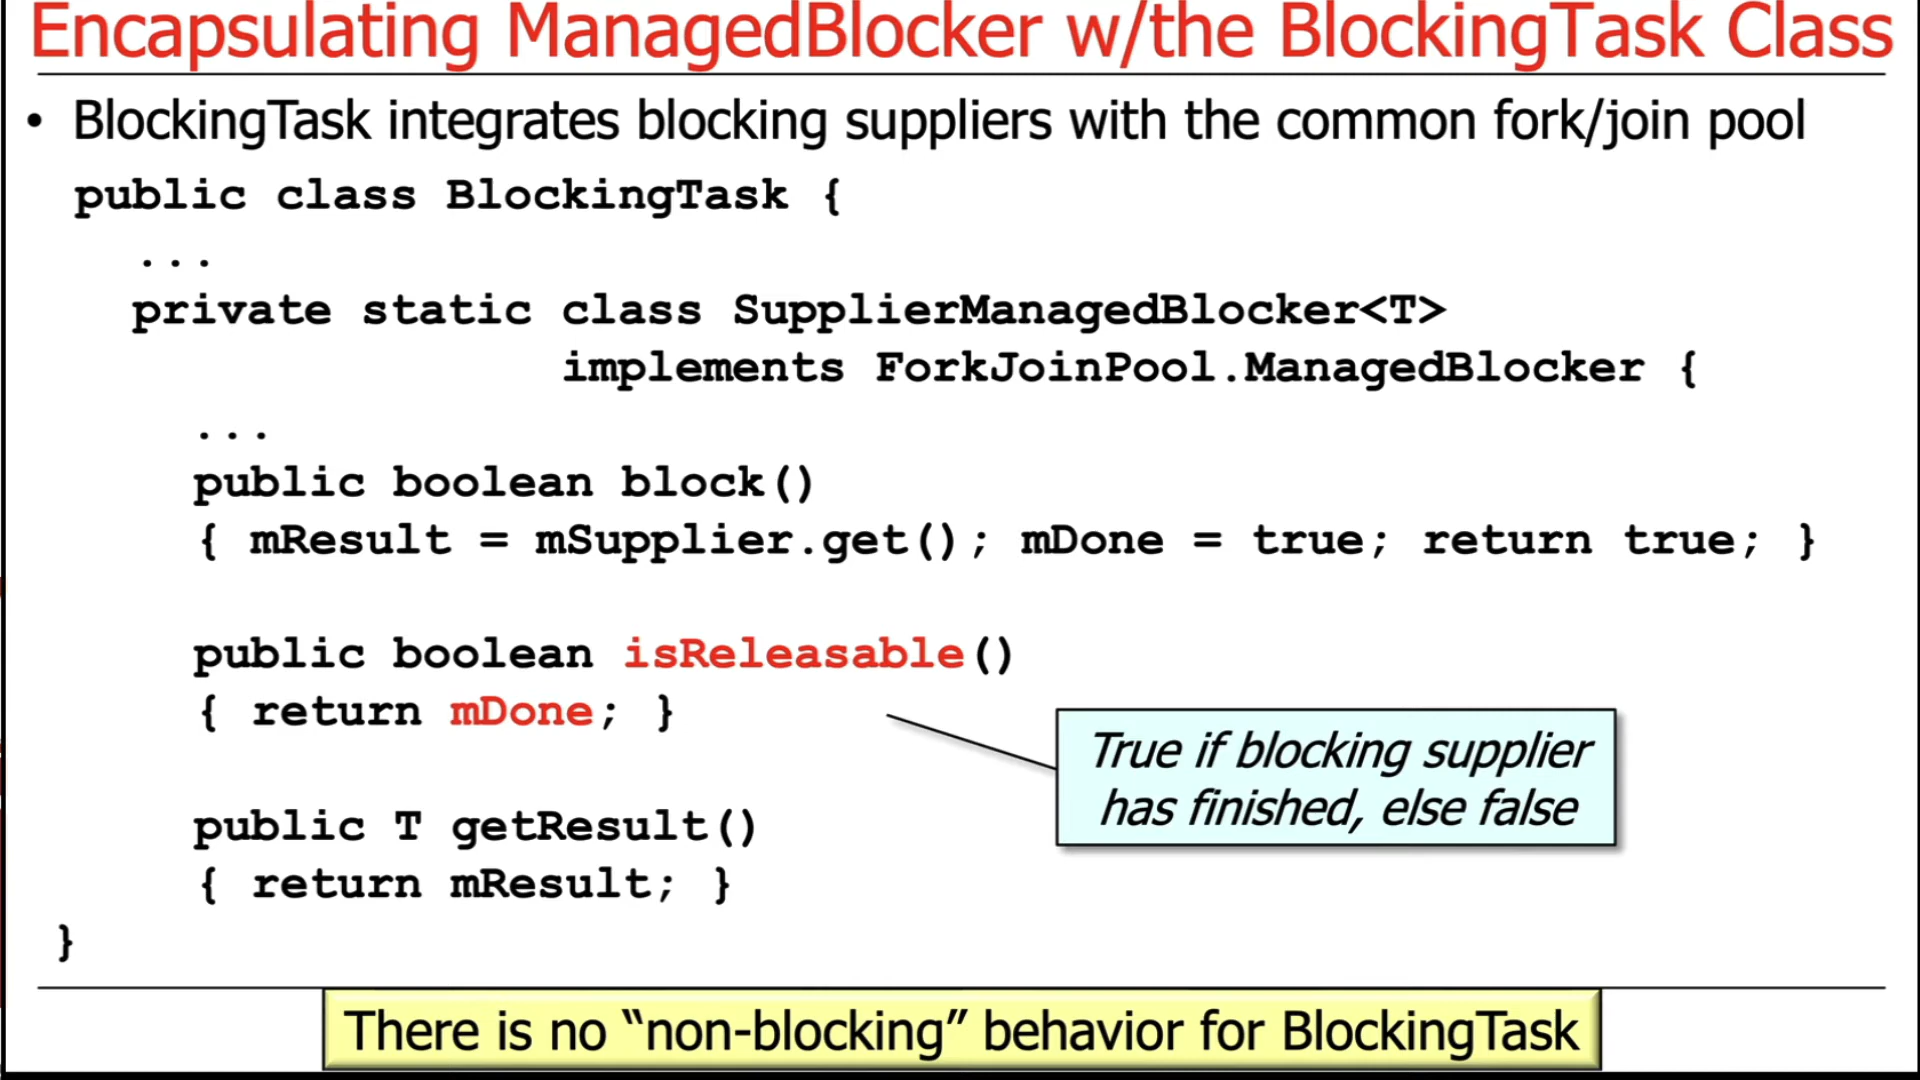 Encapsulating ManagedBlocker w/the BlockingTask Class
• BlockingTask integrates blocking suppliers with the common fork/join pool
public class BlockingTask {
...
private static class SupplierManagedBlocker<T>
implements ForkJoinPool.ManagedBlocker {
...
public boolean block()
{ mResult = mSupplier.get(); mDone = true; return true; }
public boolean isReleasable()
{ return mDone; }
True if blocking supplier
has finished, else false
public T getResult()
{ return mResult; }
}
There is no “non-blocking” behavior for BlockingTask